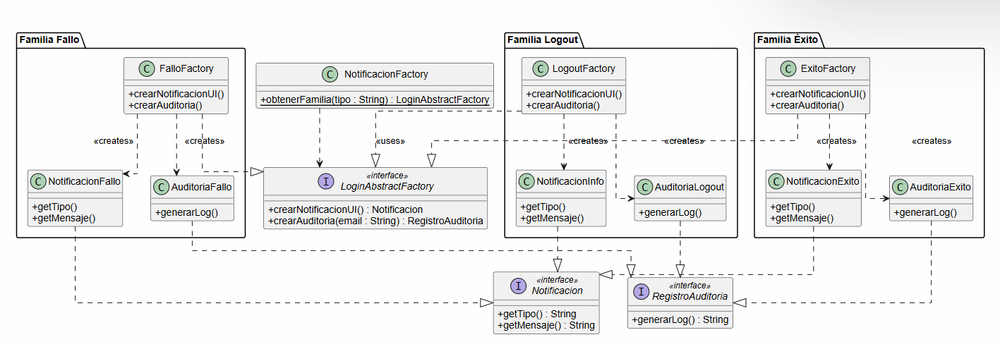 Familia Fallo
C FalloFactory
+crearNotificacionUI()
+crearAuditoria()
«creates»
«creates»
C NotificacionFallo
+getTipo()
+getMensaje()
C AuditoriaFallo
+generarLog()
C NotificacionFactory
+obtenerFamilia(tipo : String) : LoginAbstractFactory
«uses»
I «interface»
LoginAbstractFactory
+crearNotificacionUI() : Notificacion
+crearAuditoria(email : String) : RegistroAuditoria
Familia Logout
C LogoutFactory
+crearNotificacionUI()
+crearAuditoria()
«creates»
«creates»
C NotificacionInfo
+getTipo()
+getMensaje()
C AuditoriaLogout
+generarLog()
Familia Éxito
C ExitoFactory
+crearNotificacionUI()
+crearAuditoria()
«creates»
«creates»
C NotificacionExito
+getTipo()
+getMensaje()
C AuditoriaExito
+generarLog()
I «interface»
Notificacion
+getTipo() : String
+getMensaje() : String
I «interface»
RegistroAuditoria
+generarLog() : String